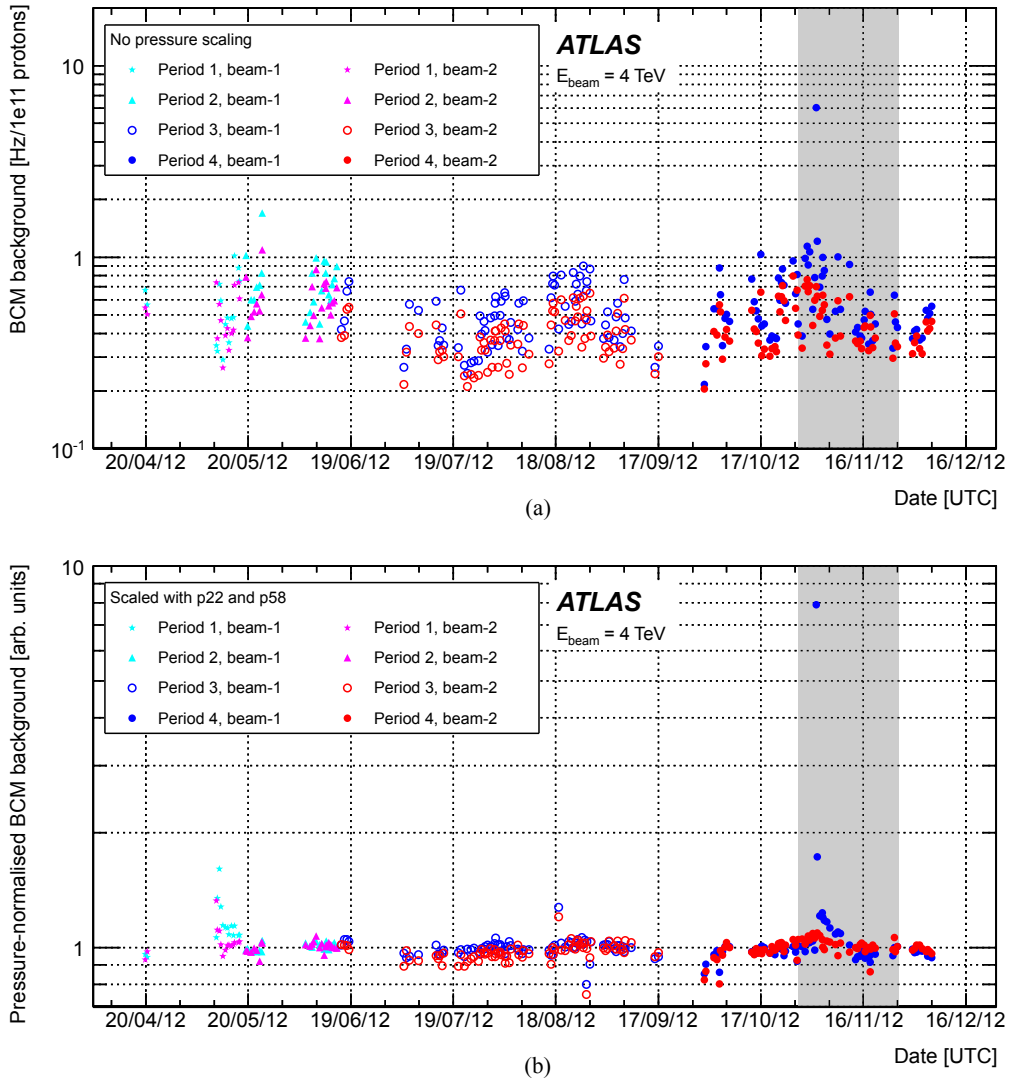 BCM background [Hz/1e11 protons]
10
1
10⁻¹
No pressure scaling
Period 1, beam-1
Period 1, beam-2
Period 2, beam-1
Period 2, beam-2
Period 3, beam-1
Period 3, beam-2
Period 4, beam-1
Period 4, beam-2
ATLAS
E_beam = 4 TeV
20/04/12 20/05/12 19/06/12 19/07/12 18/08/12 17/09/12 17/10/12 16/11/12 16/12/12
Date [UTC]
(a)
Pressure-normalised BCM background [arb. units]
10
1
Scaled with p22 and p58
Period 1, beam-1
Period 1, beam-2
Period 2, beam-1
Period 2, beam-2
Period 3, beam-1
Period 3, beam-2
Period 4, beam-1
Period 4, beam-2
ATLAS
E_beam = 4 TeV
20/04/12 20/05/12 19/06/12 19/07/12 18/08/12 17/09/12 17/10/12 16/11/12 16/12/12
Date [UTC]
(b)